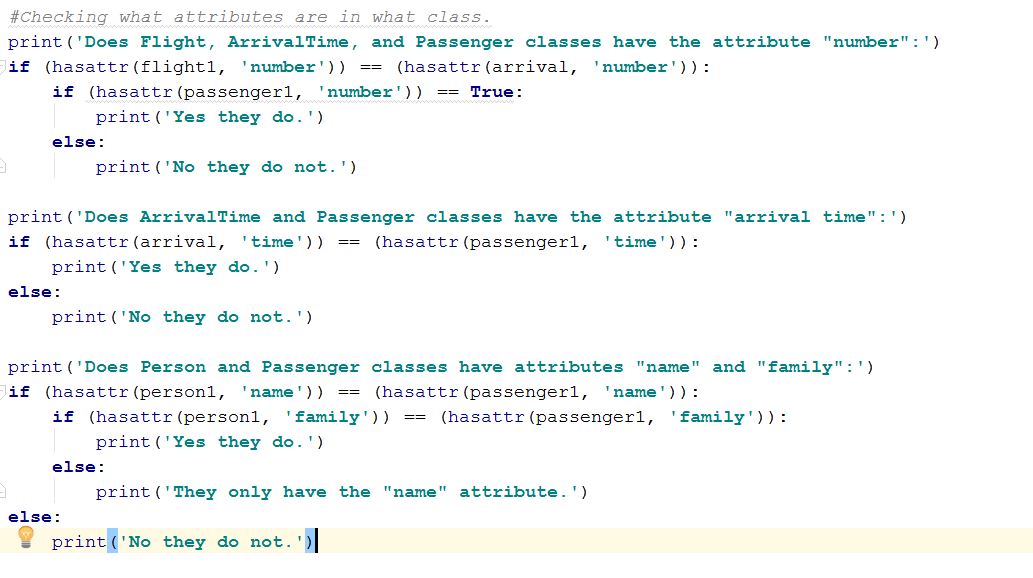 #Checking what attributes are in what class.
print('Does Flight, ArrivalTime, and Passenger classes have the attribute "number":')
if (hasattr(flight1, 'number')) == (hasattr(arrival, 'number')):
    if (hasattr(passenger1, 'number')) == True:
        print('Yes they do.')
    else:
        print('No they do not.')

print('Does ArrivalTime and Passenger classes have the attribute "arrival time":')
if (hasattr(arrival, 'time')) == (hasattr(passenger1, 'time')):
    print('Yes they do.')
else:
    print('No they do not.')

print('Does Person and Passenger classes have attributes "name" and "family":')
if (hasattr(person1, 'name')) == (hasattr(passenger1, 'name')):
    if (hasattr(person1, 'family')) == (hasattr(passenger1, 'family')):
        print('Yes they do.')
    else:
        print('They only have the "name" attribute.')
else:
    print('No they do not.')